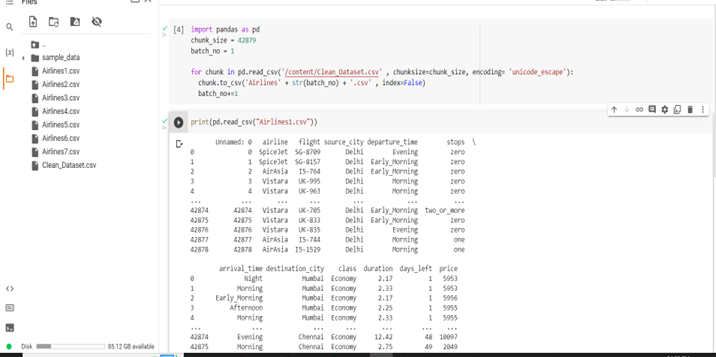 Files
..
sample_data
Airlines1.csv
Airlines2.csv
Airlines3.csv
Airlines4.csv
Airlines5.csv
Airlines6.csv
Airlines7.csv
Clean_Dataset.csv
Disk 85.12 GB available
[4] import pandas as pd
chunk_size = 42879
batch_no = 1
for chunk in pd.read_csv('/content/Clean_Dataset.csv' , chunksize=chunk_size, encoding= 'unicode_escape'):
chunk.to_csv('Airlines' + str(batch_no) + '.csv' , index=False)
batch_no+=1
print(pd.read_csv("Airlines1.csv"))
Unnamed: 0 airline flight source_city departure_time stops \
0 0 SpiceJet SG-8709 Delhi Evening zero
1 1 SpiceJet SG-8157 Delhi Early_Morning zero
2 2 AirAsia I5-764 Delhi Early_Morning zero
3 3 Vistara UK-995 Delhi Morning zero
4 4 Vistara UK-963 Delhi Morning zero
... ... ... ... ... ... ...
42874 42874 Vistara UK-705 Delhi Early_Morning two_or_more
42875 42875 Vistara UK-833 Delhi Early_Morning zero
42876 42876 Vistara UK-835 Delhi Evening zero
42877 42877 AirAsia I5-744 Delhi Morning one
42878 42878 AirAsia I5-1529 Delhi Morning one
arrival_time destination_city class duration days_left price
0 Night Mumbai Economy 2.17 1 5953
1 Morning Mumbai Economy 2.33 1 5953
2 Early_Morning Mumbai Economy 2.17 1 5956
3 Afternoon Mumbai Economy 2.25 1 5955
4 Morning Mumbai Economy 2.33 1 5955
... ... ... ... ... ... ...
42874 Evening Chennai Economy 12.42 48 10097
42875 Morning Chennai Economy 2.75 49 2049